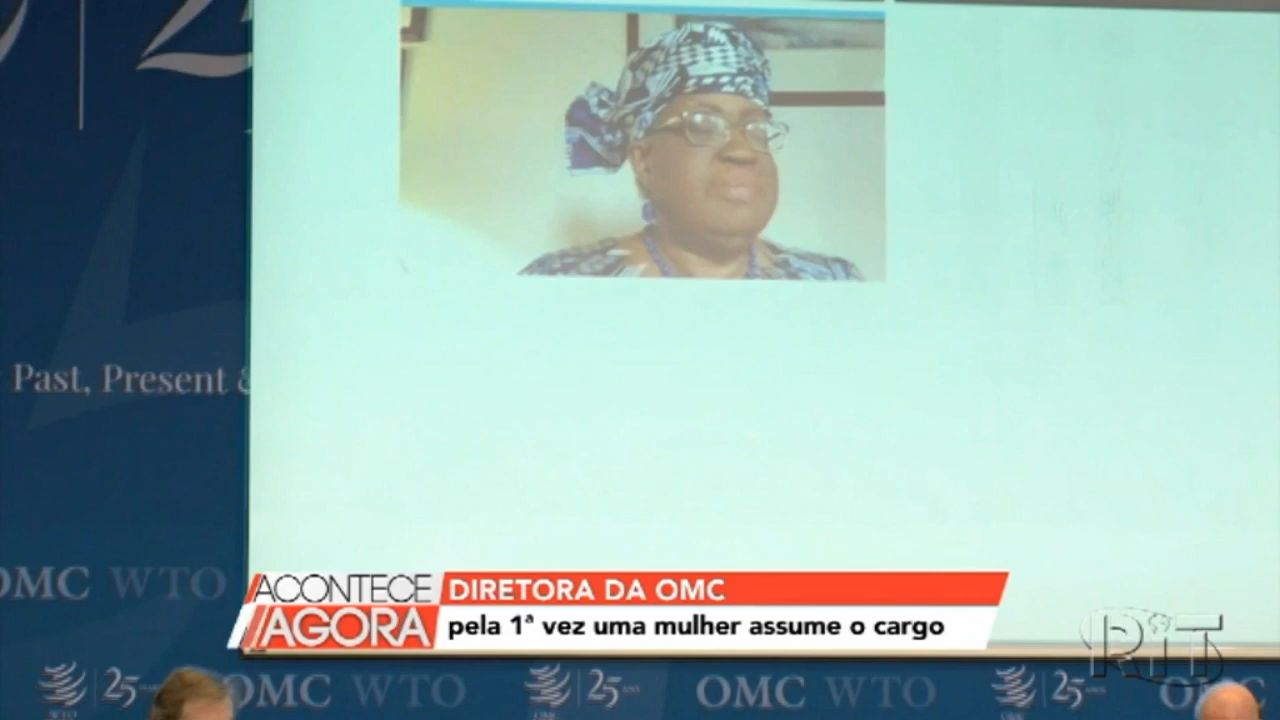 Past, Present &
OMC WTO
ACONTECE
AGORA
DIRETORA DA OMC
pela 1ª vez uma mulher assume o cargo
RiT
25
WTO
OMC WTO
25
OMC WTO
25
OMC